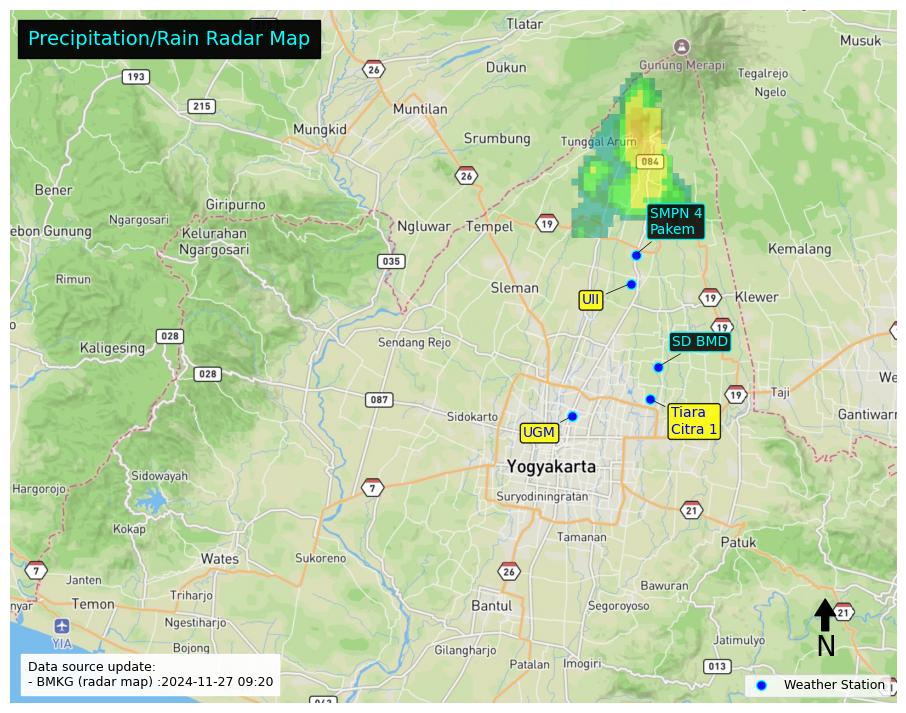 Precipitation/Rain Radar Map
Tlatar
Musuk
26
Dukun
Gunung Merapi
Tegalrejo
193
Ngelo
215
Muntilan
Mungkid
Srumbung
Tunggal Arum
084
26
Bener
Giripurno
SMPN 4
Pakem
Ngargosari
19
ebon Gunung
Kelurahan
Ngargosari
Ngluwar
Tempel
Kemalang
035
Rimun
Sleman
UII
19
Klewer
19
028
Kaligesing
Sendang Rejo
SD BMD
028
We
Taji
087
19
Sidokarto
Tiara
Citra 1
Gantiwarn
UGM
Yogyakarta
Sidowayah
Hargorojo
7
Suryodiningratan
21
Kokap
Tamanan
Patuk
Wates
Sukoreno
7
26
Janten
Bawuran
nyar
Temon
Triharjo
Bantul
Segoroyoso
21
Ngestiharjo
YIA
Jatimulyo
N
Bojong
Gilangharjo
Patalan
Imogiri
013
Data source update:
- BMKG (radar map) :2024-11-27 09:20
Weather Station